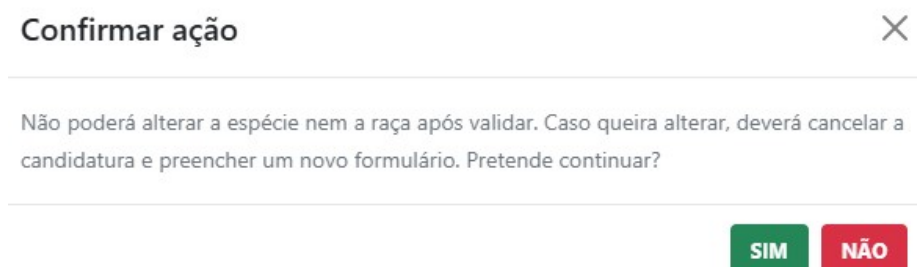 Confirmar ação
Não poderá alterar a espécie nem a raça após validar. Caso queira alterar, deverá cancelar a
candidatura e preencher um novo formulário. Pretende continuar?
SIM NÃO